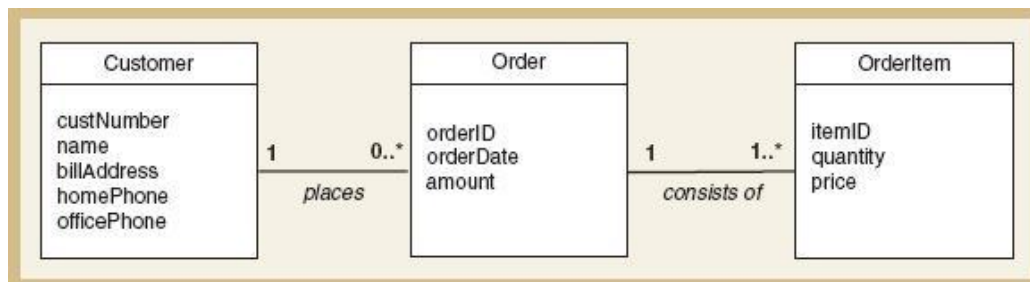 Customer
custNumber
name
billAddress
homePhone
officePhone
1
0..*
places
Order
orderID
orderDate
amount
1
1..*
consists of
OrderItem
itemID
quantity
price